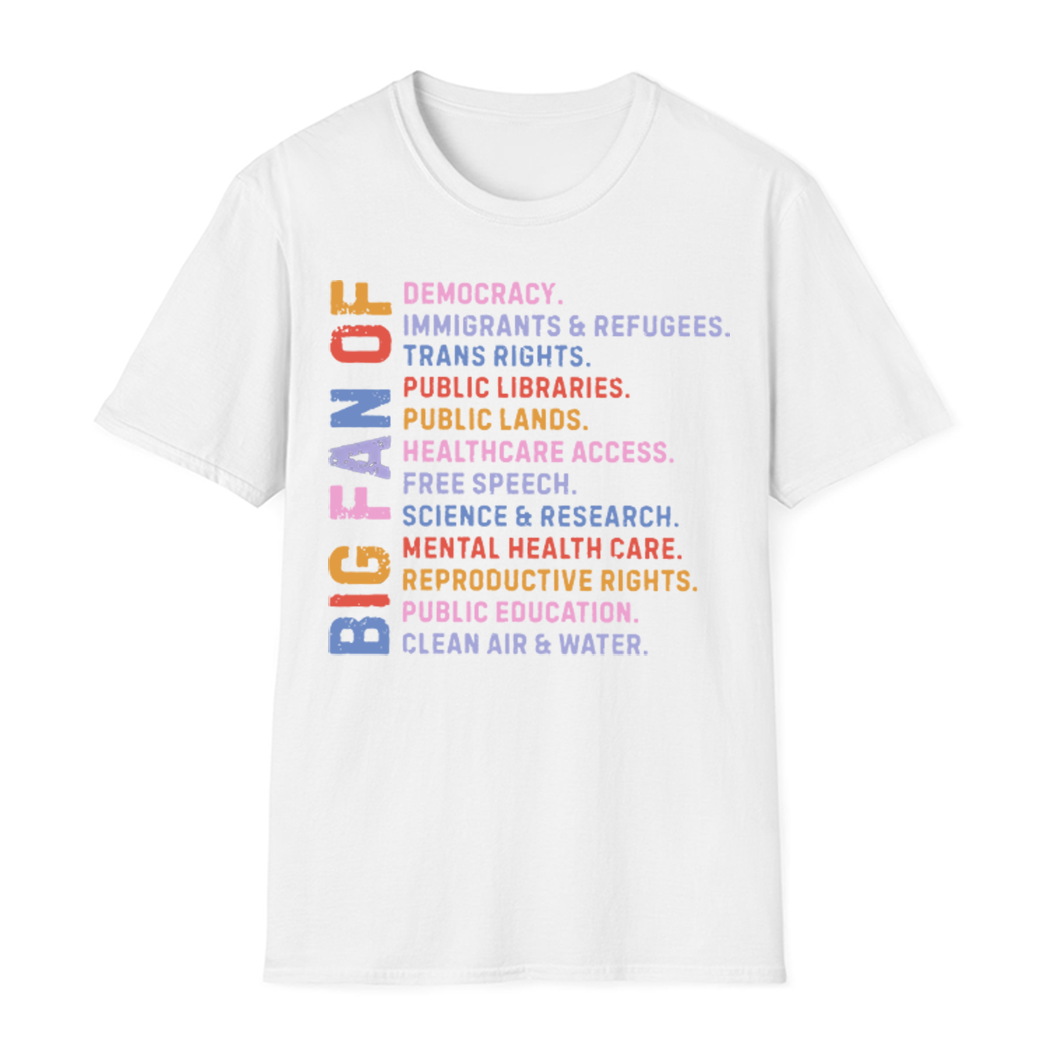 BIG FAN OF
DEMOCRACY.
IMMIGRANTS & REFUGEES.
TRANS RIGHTS.
PUBLIC LIBRARIES.
PUBLIC LANDS.
HEALTHCARE ACCESS.
FREE SPEECH.
SCIENCE & RESEARCH.
MENTAL HEALTH CARE.
REPRODUCTIVE RIGHTS.
PUBLIC EDUCATION.
CLEAN AIR & WATER.